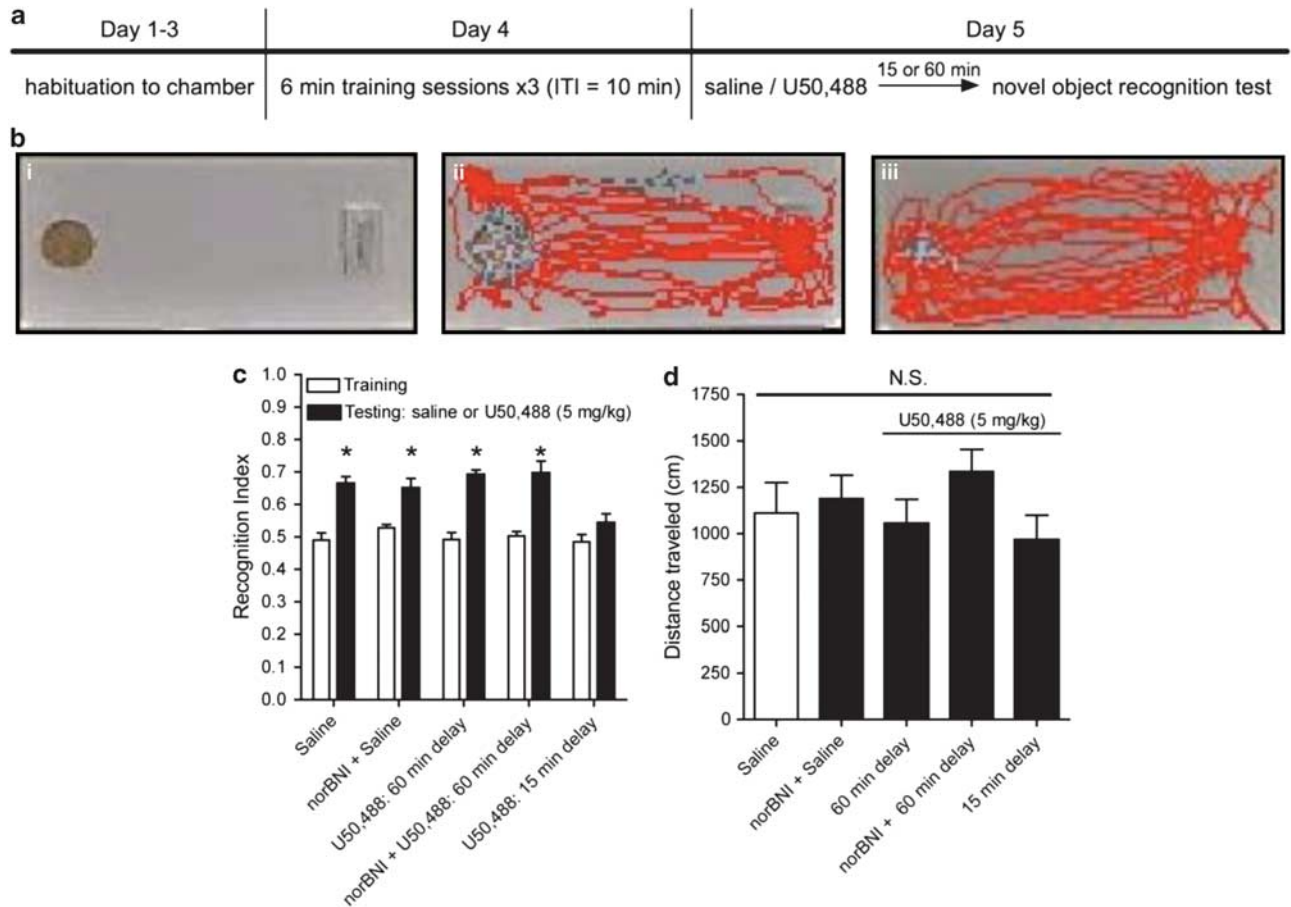 a
Day 1-3
Day 4
Day 5
habituation to chamber
6 min training sessions x3 (ITI = 10 min)
saline / U50,488
15 or 60 min
novel object recognition test
b
i
ii
iii
c
Training
Testing: saline or U50,488 (5 mg/kg)
Recognition Index
1.0
0.9
0.8
0.7
0.6
0.5
0.4
0.3
0.2
0.1
0.0
*
*
*
*
Saline
norBNI + Saline
U50,488: 60 min delay
norBNI + U50,488: 60 min delay
U50,488: 15 min delay
d
N.S.
U50,488 (5 mg/kg)
Distance traveled (cm)
1750
1500
1250
1000
750
500
250
0
Saline
norBNI + Saline
60 min delay
norBNI + 60 min delay
15 min delay